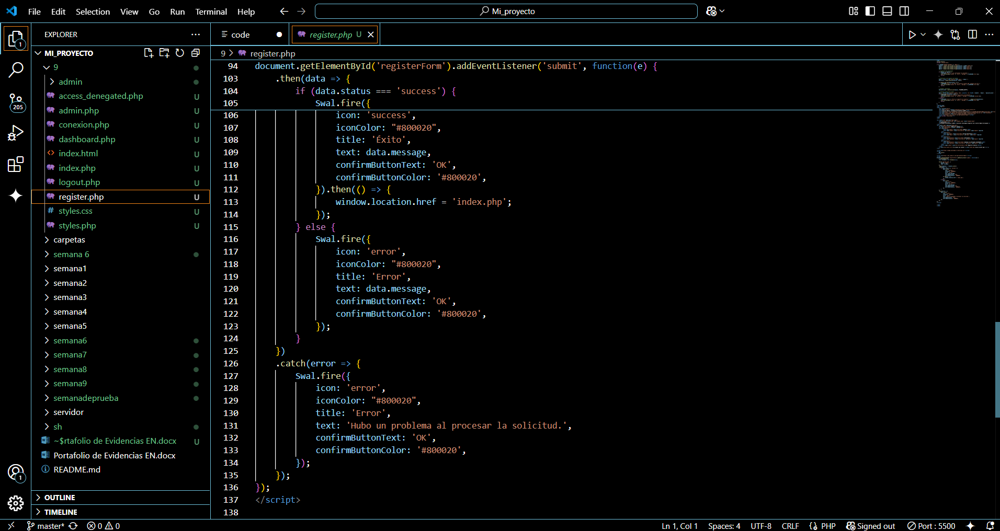 File Edit Selection View Go Run Terminal Help
Mi_proyecto
EXPLORER
code
register.php U
MI_PROYECTO
9 > register.php
9
admin
access_denegated.php U
admin.php U
conexion.php U
dashboard.php U
index.html U
index.php U
logout.php U
register.php U
styles.css U
styles.php U
carpetas
semana 6
semana1
semana2
semana3
semana4
semana5
semana6
semana7
semana8
semana9
semanadeprueba
servidor
sh
~$rtafolio de Evidencias EN.docx U
Portafolio de Evidencias EN.docx
README.md
OUTLINE
TIMELINE
1
205
1
94 document.getElementById('registerForm').addEventListener('submit', function(e) {
103 .then(data => {
104 if (data.status === 'success') {
105 Swal.fire({
106 icon: 'success',
107 iconColor: "#800020",
108 title: 'Éxito',
109 text: data.message,
110 confirmButtonText: 'OK',
111 confirmButtonColor: '#800020',
112 }).then(() => {
113 window.location.href = 'index.php';
114 });
115 } else {
116 Swal.fire({
117 icon: 'error',
118 iconColor: "#800020",
119 title: 'Error',
120 text: data.message,
121 confirmButtonText: 'OK',
122 confirmButtonColor: '#800020',
123 });
124 }
125 })
126 .catch(error => {
127 Swal.fire({
128 icon: 'error',
129 iconColor: "#800020",
130 title: 'Error',
131 text: 'Hubo un problema al procesar la solicitud.',
132 confirmButtonText: 'OK',
133 confirmButtonColor: '#800020',
134 });
135 });
136 });
137 </script>
138
master* 0 0 Ln 1, Col 1 Spaces: 4 UTF-8 CRLF {} PHP Signed out Port : 5500